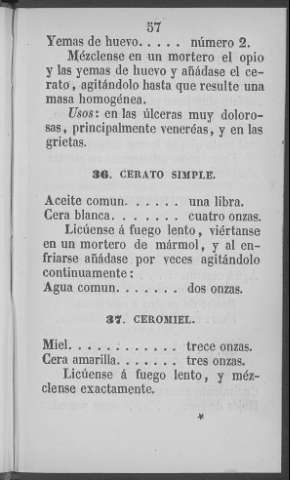 57
Yemas de huevo. . . . . número 2.
Mézclense en un mortero el opio
y las yemas de huevo y añádase el ce-
rato, agitándolo hasta que resulte una
masa homogénea.
Usos: en las úlceras muy doloro-
sas, principalmente venereás, y en las
grietas.
36. CERATO SIMPLE.
Aceite comun. . . . . . una libra.
Cera blanca. . . . . . . cuatro onzas.
Licúense á fuego lento, viértanse
en un mortero de mármol, y al en-
friarse añádase por veces agitándolo
continuamente:
Agua comun. . . . . . . dos onzas.
37. CEROMIEL.
Miel. . . . . . . . . . . trece onzas.
Cera amarilla. . . . . . . tres onzas.
Licúense á fuego lento, y méz-
clense exactamente.
*